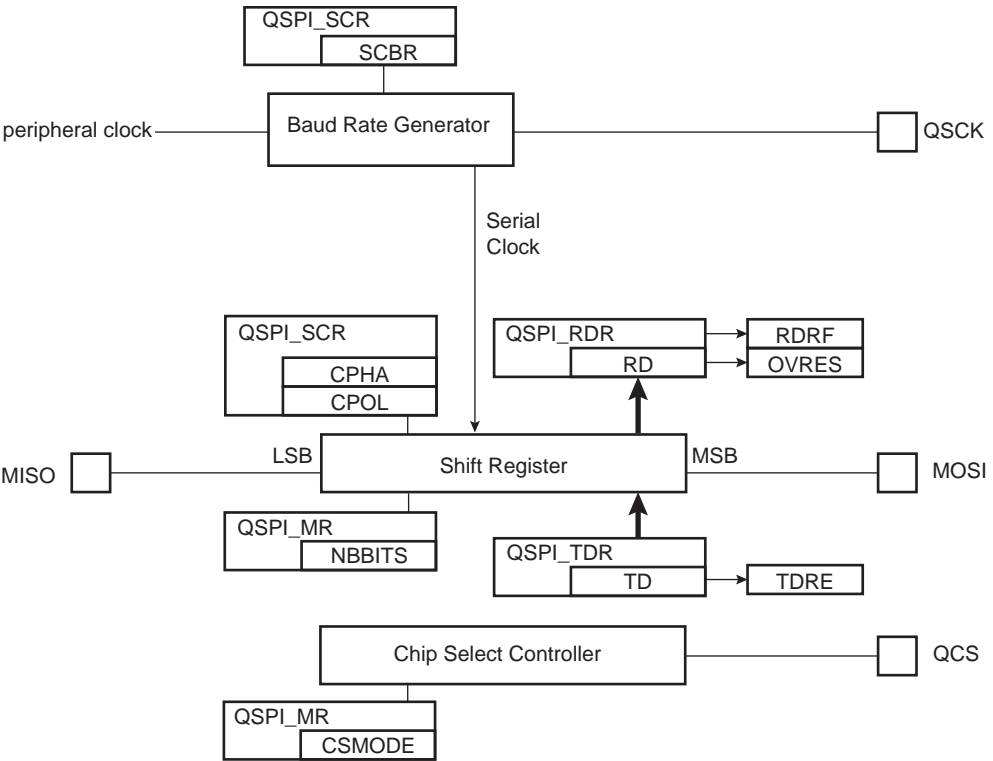 QSPI_SCR
SCBR
peripheral clock
Baud Rate Generator
QSCK
Serial
Clock
QSPI_SCR
CPHA
CPOL
QSPI_RDR
RD
RDRF
OVRES
MISO
LSB
Shift Register
MSB
MOSI
QSPI_MR
NBBITS
QSPI_TDR
TD
TDRE
Chip Select Controller
QCS
QSPI_MR
CSMODE